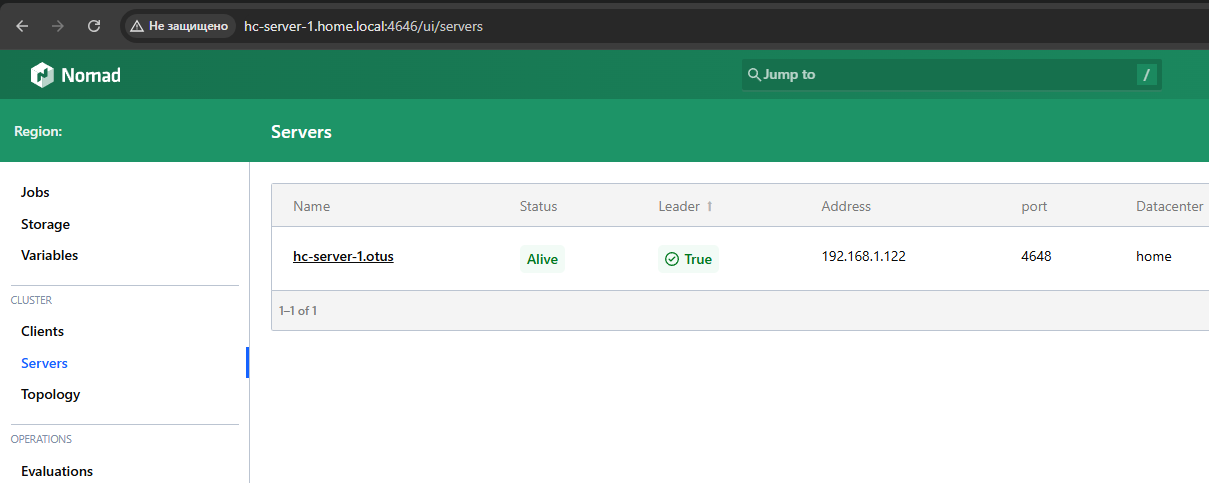 Не защищено hc-server-1.home.local:4646/ui/servers
Nomad Jump to /
Region: Servers
Jobs
Storage
Variables
CLUSTER
Clients
Servers
Topology
OPERATIONS
Evaluations
Name Status Leader Address port Datacenter
hc-server-1.otus Alive True 192.168.1.122 4648 home
1–1 of 1